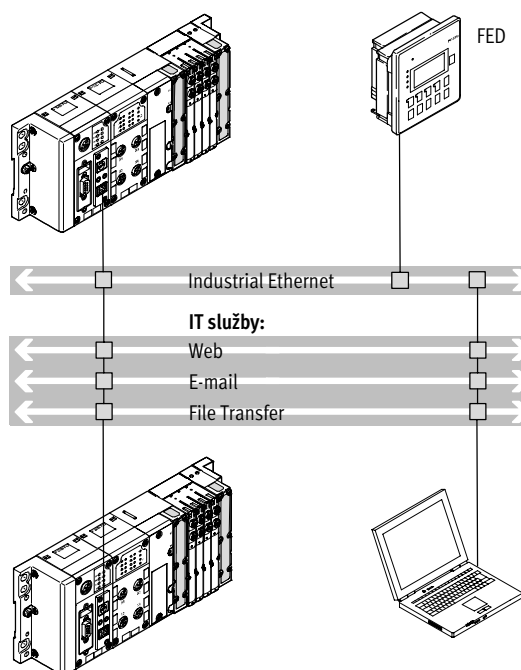 FED
Industrial Ethernet
IT služby:
Web
E-mail
File Transfer